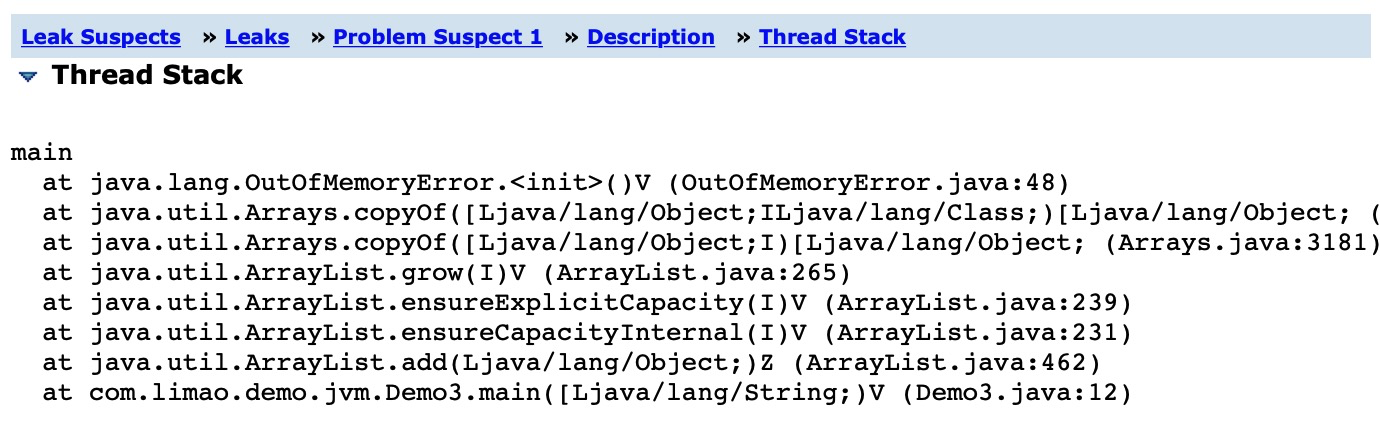 Leak Suspects » Leaks » Problem Suspect 1 » Description » Thread Stack
Thread Stack
main
at java.lang.OutOfMemoryError.<init>()V (OutOfMemoryError.java:48)
at java.util.Arrays.copyOf([Ljava/lang/Object;ILjava/lang/Class;)[Ljava/lang/Object; (
at java.util.Arrays.copyOf([Ljava/lang/Object;I)[Ljava/lang/Object; (Arrays.java:3181)
at java.util.ArrayList.grow(I)V (ArrayList.java:265)
at java.util.ArrayList.ensureExplicitCapacity(I)V (ArrayList.java:239)
at java.util.ArrayList.ensureCapacityInternal(I)V (ArrayList.java:231)
at java.util.ArrayList.add(Ljava/lang/Object;)Z (ArrayList.java:462)
at com.limao.demo.jvm.Demo3.main([Ljava/lang/String;)V (Demo3.java:12)